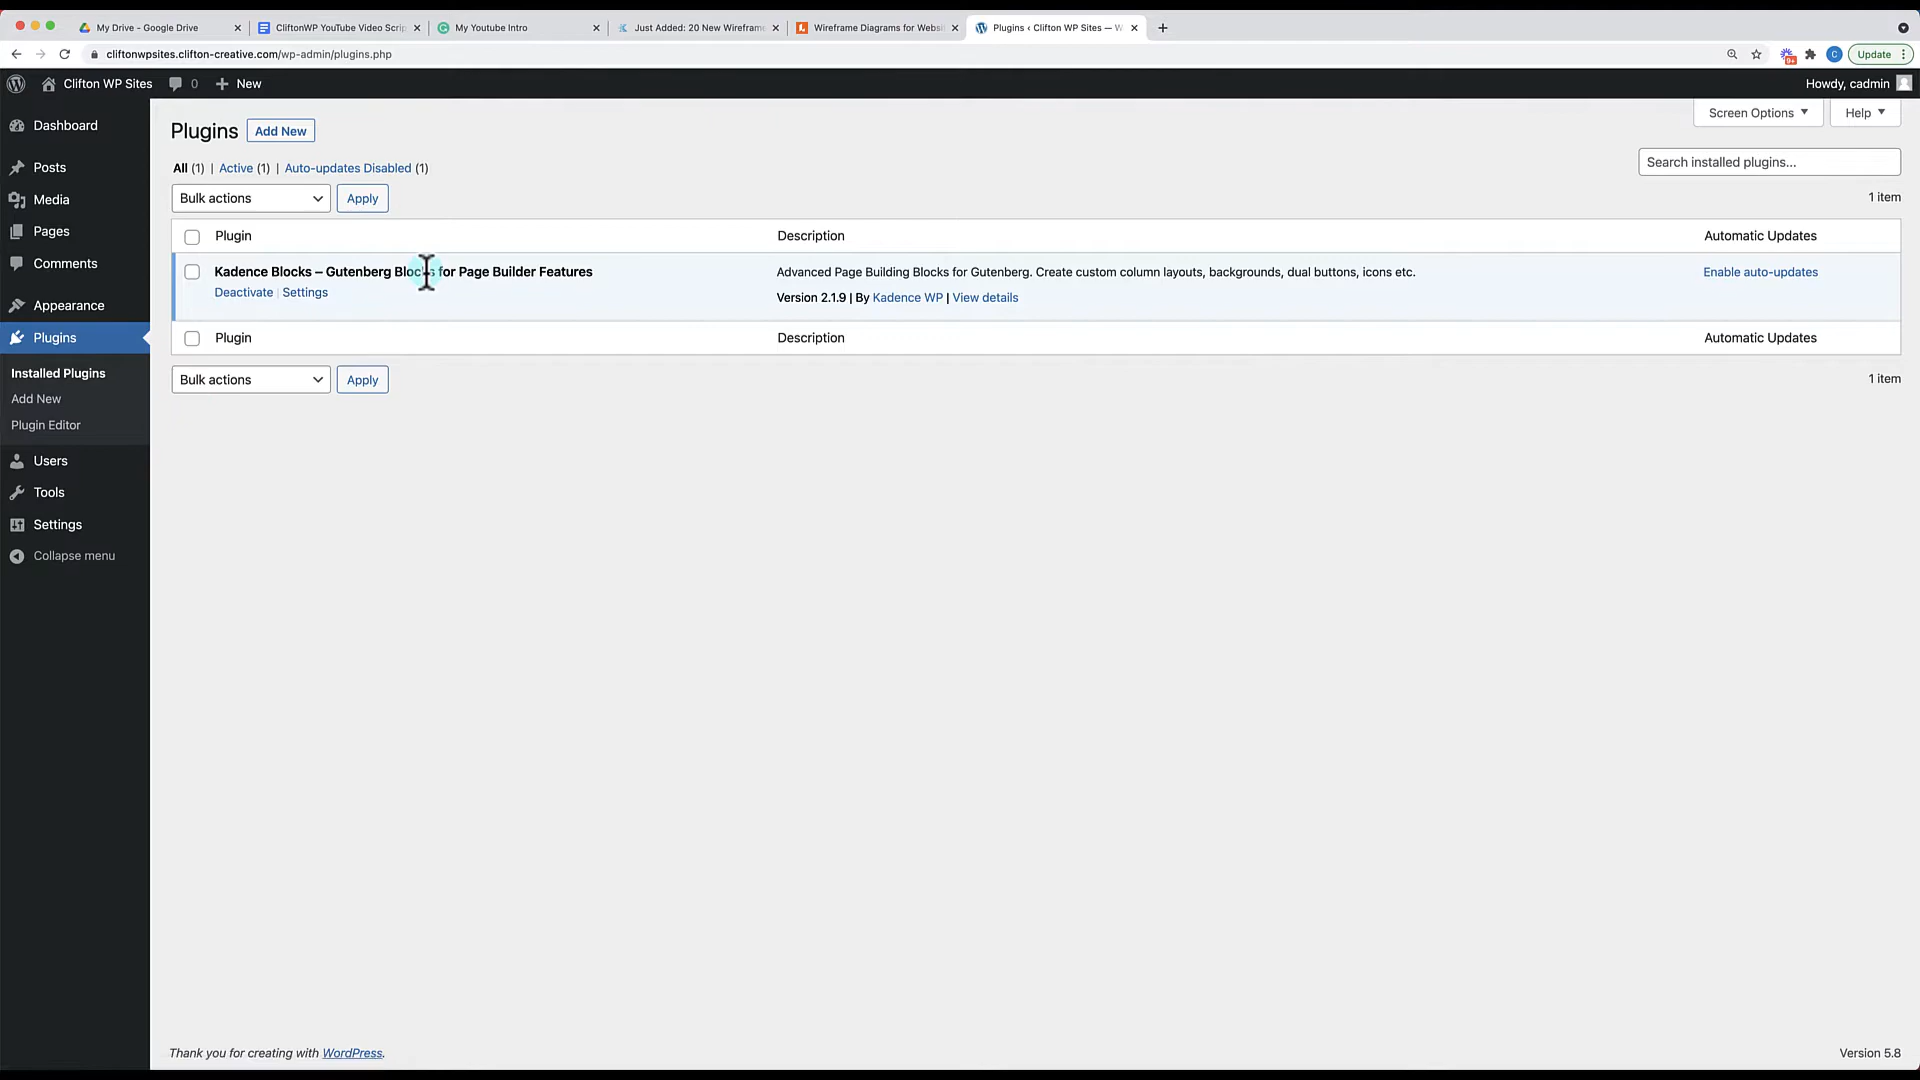 My Drive - Google Drive
CliftonWP YouTube Video Scrip
My Youtube Intro
Just Added: 20 New Wireframe
Wireframe Diagrams for Websi
Plugins ‹ Clifton WP Sites — W
cliftonwpsites.clifton-creative.com/wp-admin/plugins.php
9+
C
Update
Clifton WP Sites
0
New
Howdy, cadmin
Dashboard
Posts
Media
Pages
Comments
Appearance
Plugins
Installed Plugins
Add New
Plugin Editor
Users
Tools
Settings
Collapse menu
Screen Options
Help
Plugins
Add New
All (1) | Active (1) | Auto-updates Disabled (1)
Search installed plugins...
Bulk actions
Apply
1 item
Plugin
Description
Automatic Updates
Kadence Blocks – Gutenberg Blocks for Page Builder Features
Deactivate | Settings
Advanced Page Building Blocks for Gutenberg. Create custom column layouts, backgrounds, dual buttons, icons etc.
Version 2.1.9 | By Kadence WP | View details
Enable auto-updates
Plugin
Description
Automatic Updates
Bulk actions
Apply
1 item
Thank you for creating with WordPress.
Version 5.8